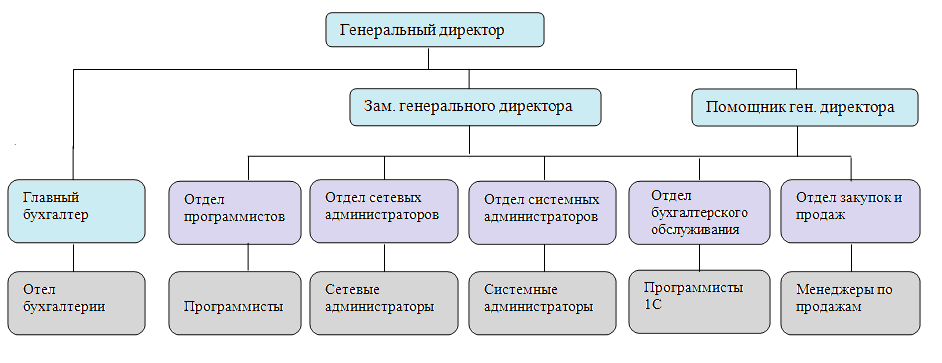 Генеральный директор
Зам. генерального директора
Помощник ген. директора
Главный
бухгалтер
Отдел
программистов
Отдел сетевых
администраторов
Отдел системных
администраторов
Отдел
бухгалтерского
обслуживания
Отдел закупок и
продаж
Отел
бухгалтерии
Программисты
Сетевые
администраторы
Системные
администраторы
Программисты
1С
Менеджеры по
продажам